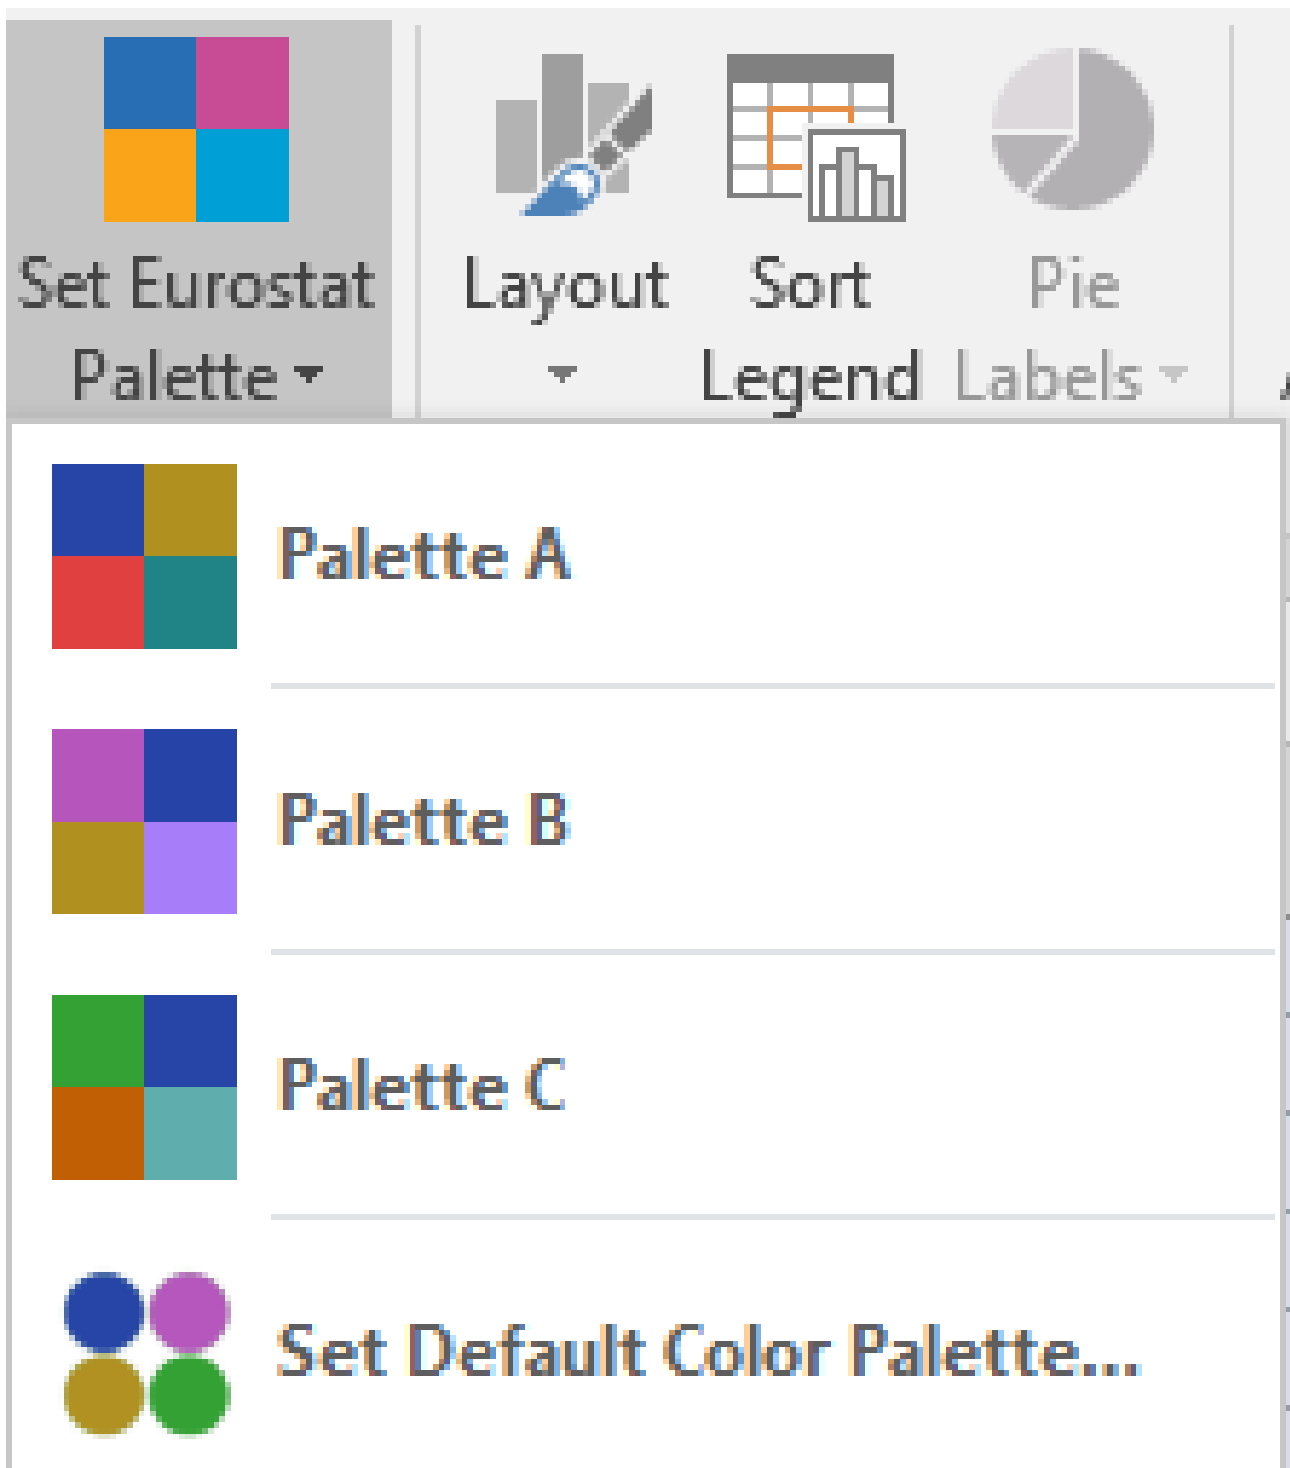 Set Eurostat Palette
Layout
Sort Legend
Pie Labels
Palette A
Palette B
Palette C
Set Default Color Palette...